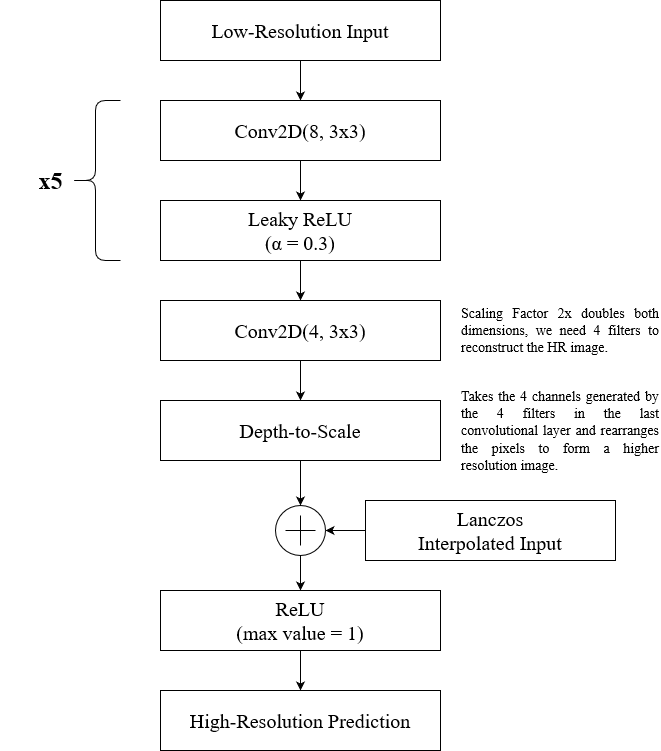 Low-Resolution Input
Conv2D(8, 3x3)
x5
Leaky ReLU
(α = 0.3)
Conv2D(4, 3x3)
Scaling Factor 2x doubles both
dimensions, we need 4 filters to
reconstruct the HR image.
Depth-to-Scale
Takes the 4 channels generated by
the 4 filters in the last
convolutional layer and rearranges
the pixels to form a higher
resolution image.
Lanczos
Interpolated Input
ReLU
(max value = 1)
High-Resolution Prediction